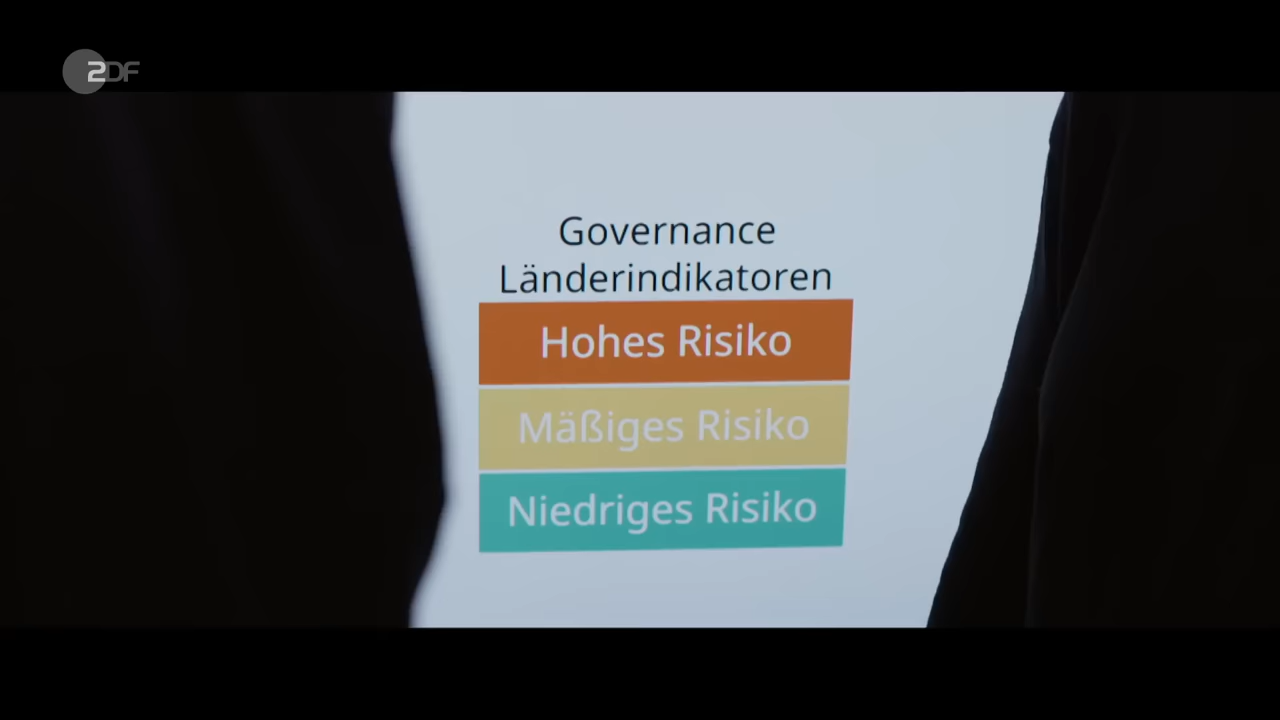 ZDF
Governance
Länderindikatoren
Hohes Risiko
Mäßiges Risiko
Niedriges Risiko